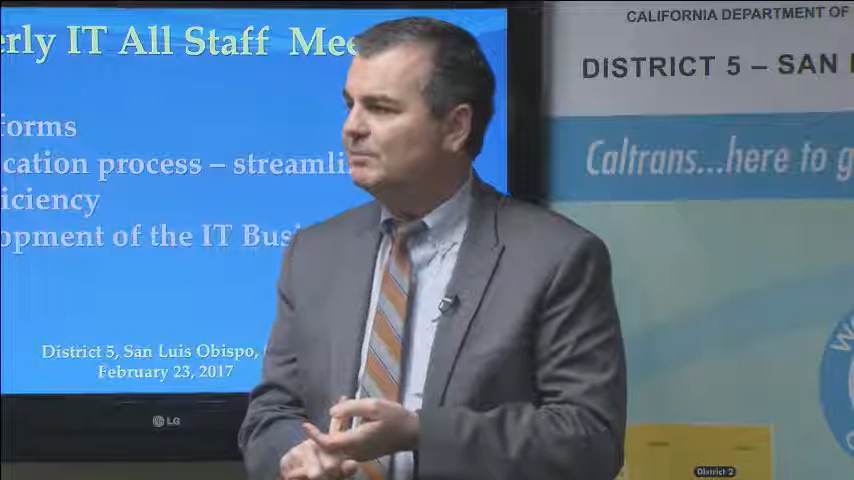 erly IT All Staff Mee
forms
cation process – streamli
iciency
opment of the IT Busi
District 5, San Luis Obispo,
February 23, 2017
LG
CALIFORNIA DEPARTMENT OF
DISTRICT 5 – SAN
Caltrans...here to g
District 2